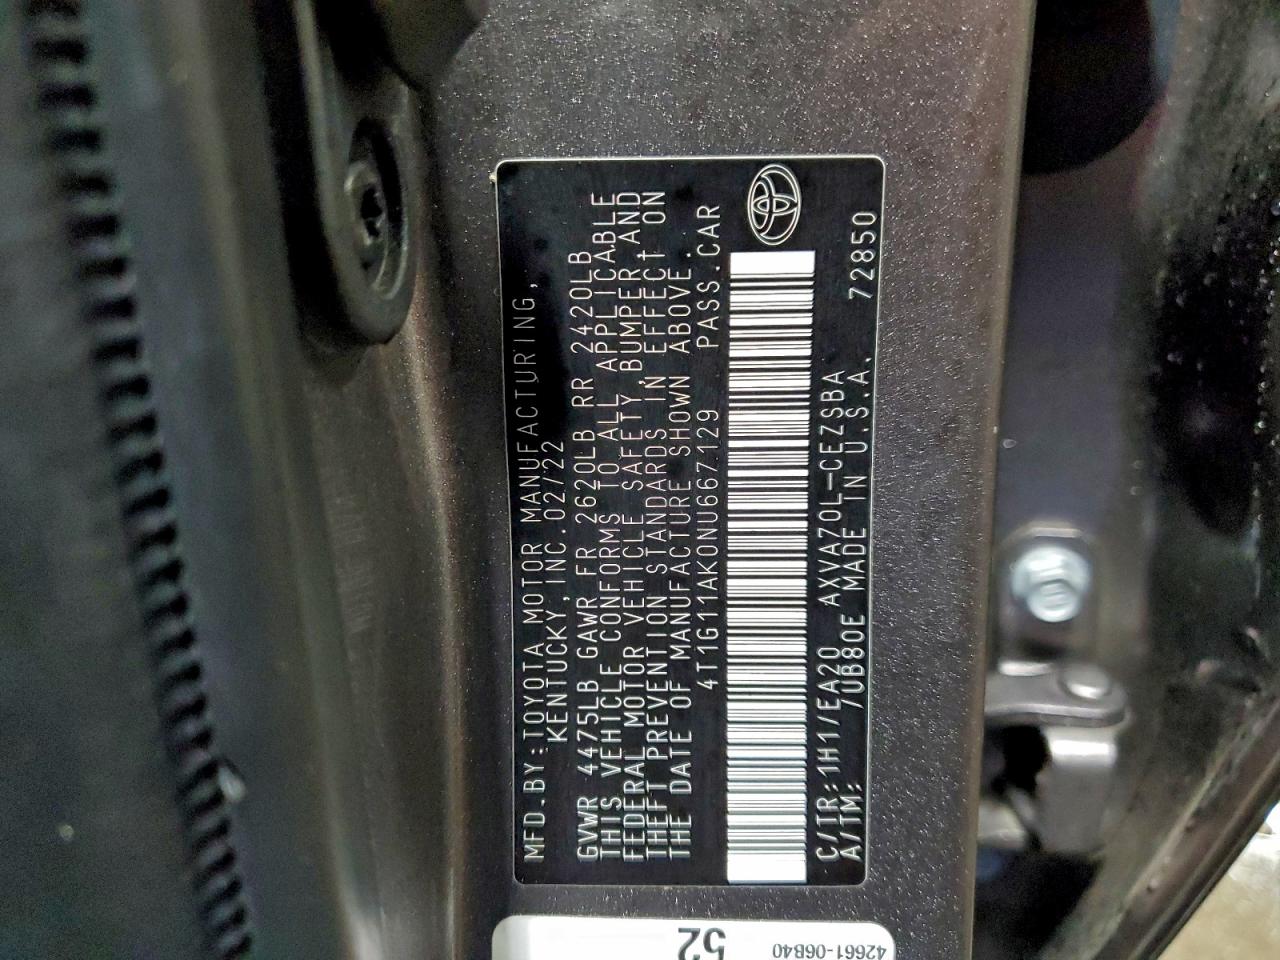 MFD.BY:TOYOTA MOTOR MANUFACTURING,
KENTUCKY,INC.02/22
GVWR 4475LB GAWR FR 2620LB RR 2420LB
THIS VEHICLE CONFORMS TO ALL APPLICABLE
FEDERAL MOTOR VEHICLE SAFETY,BUMPER,AND
THEFT PREVENTION STANDARDS IN EFFECT ON
THE DATE OF MANUFACTURE SHOWN ABOVE.
4T1G11AK0NU667129 PASS.CAR
C/TR:1H1/EA20 AXVA70L-CEZSBA 72850
A/TM: /UB80E MADE IN U.S.A.
52
42661-06B40